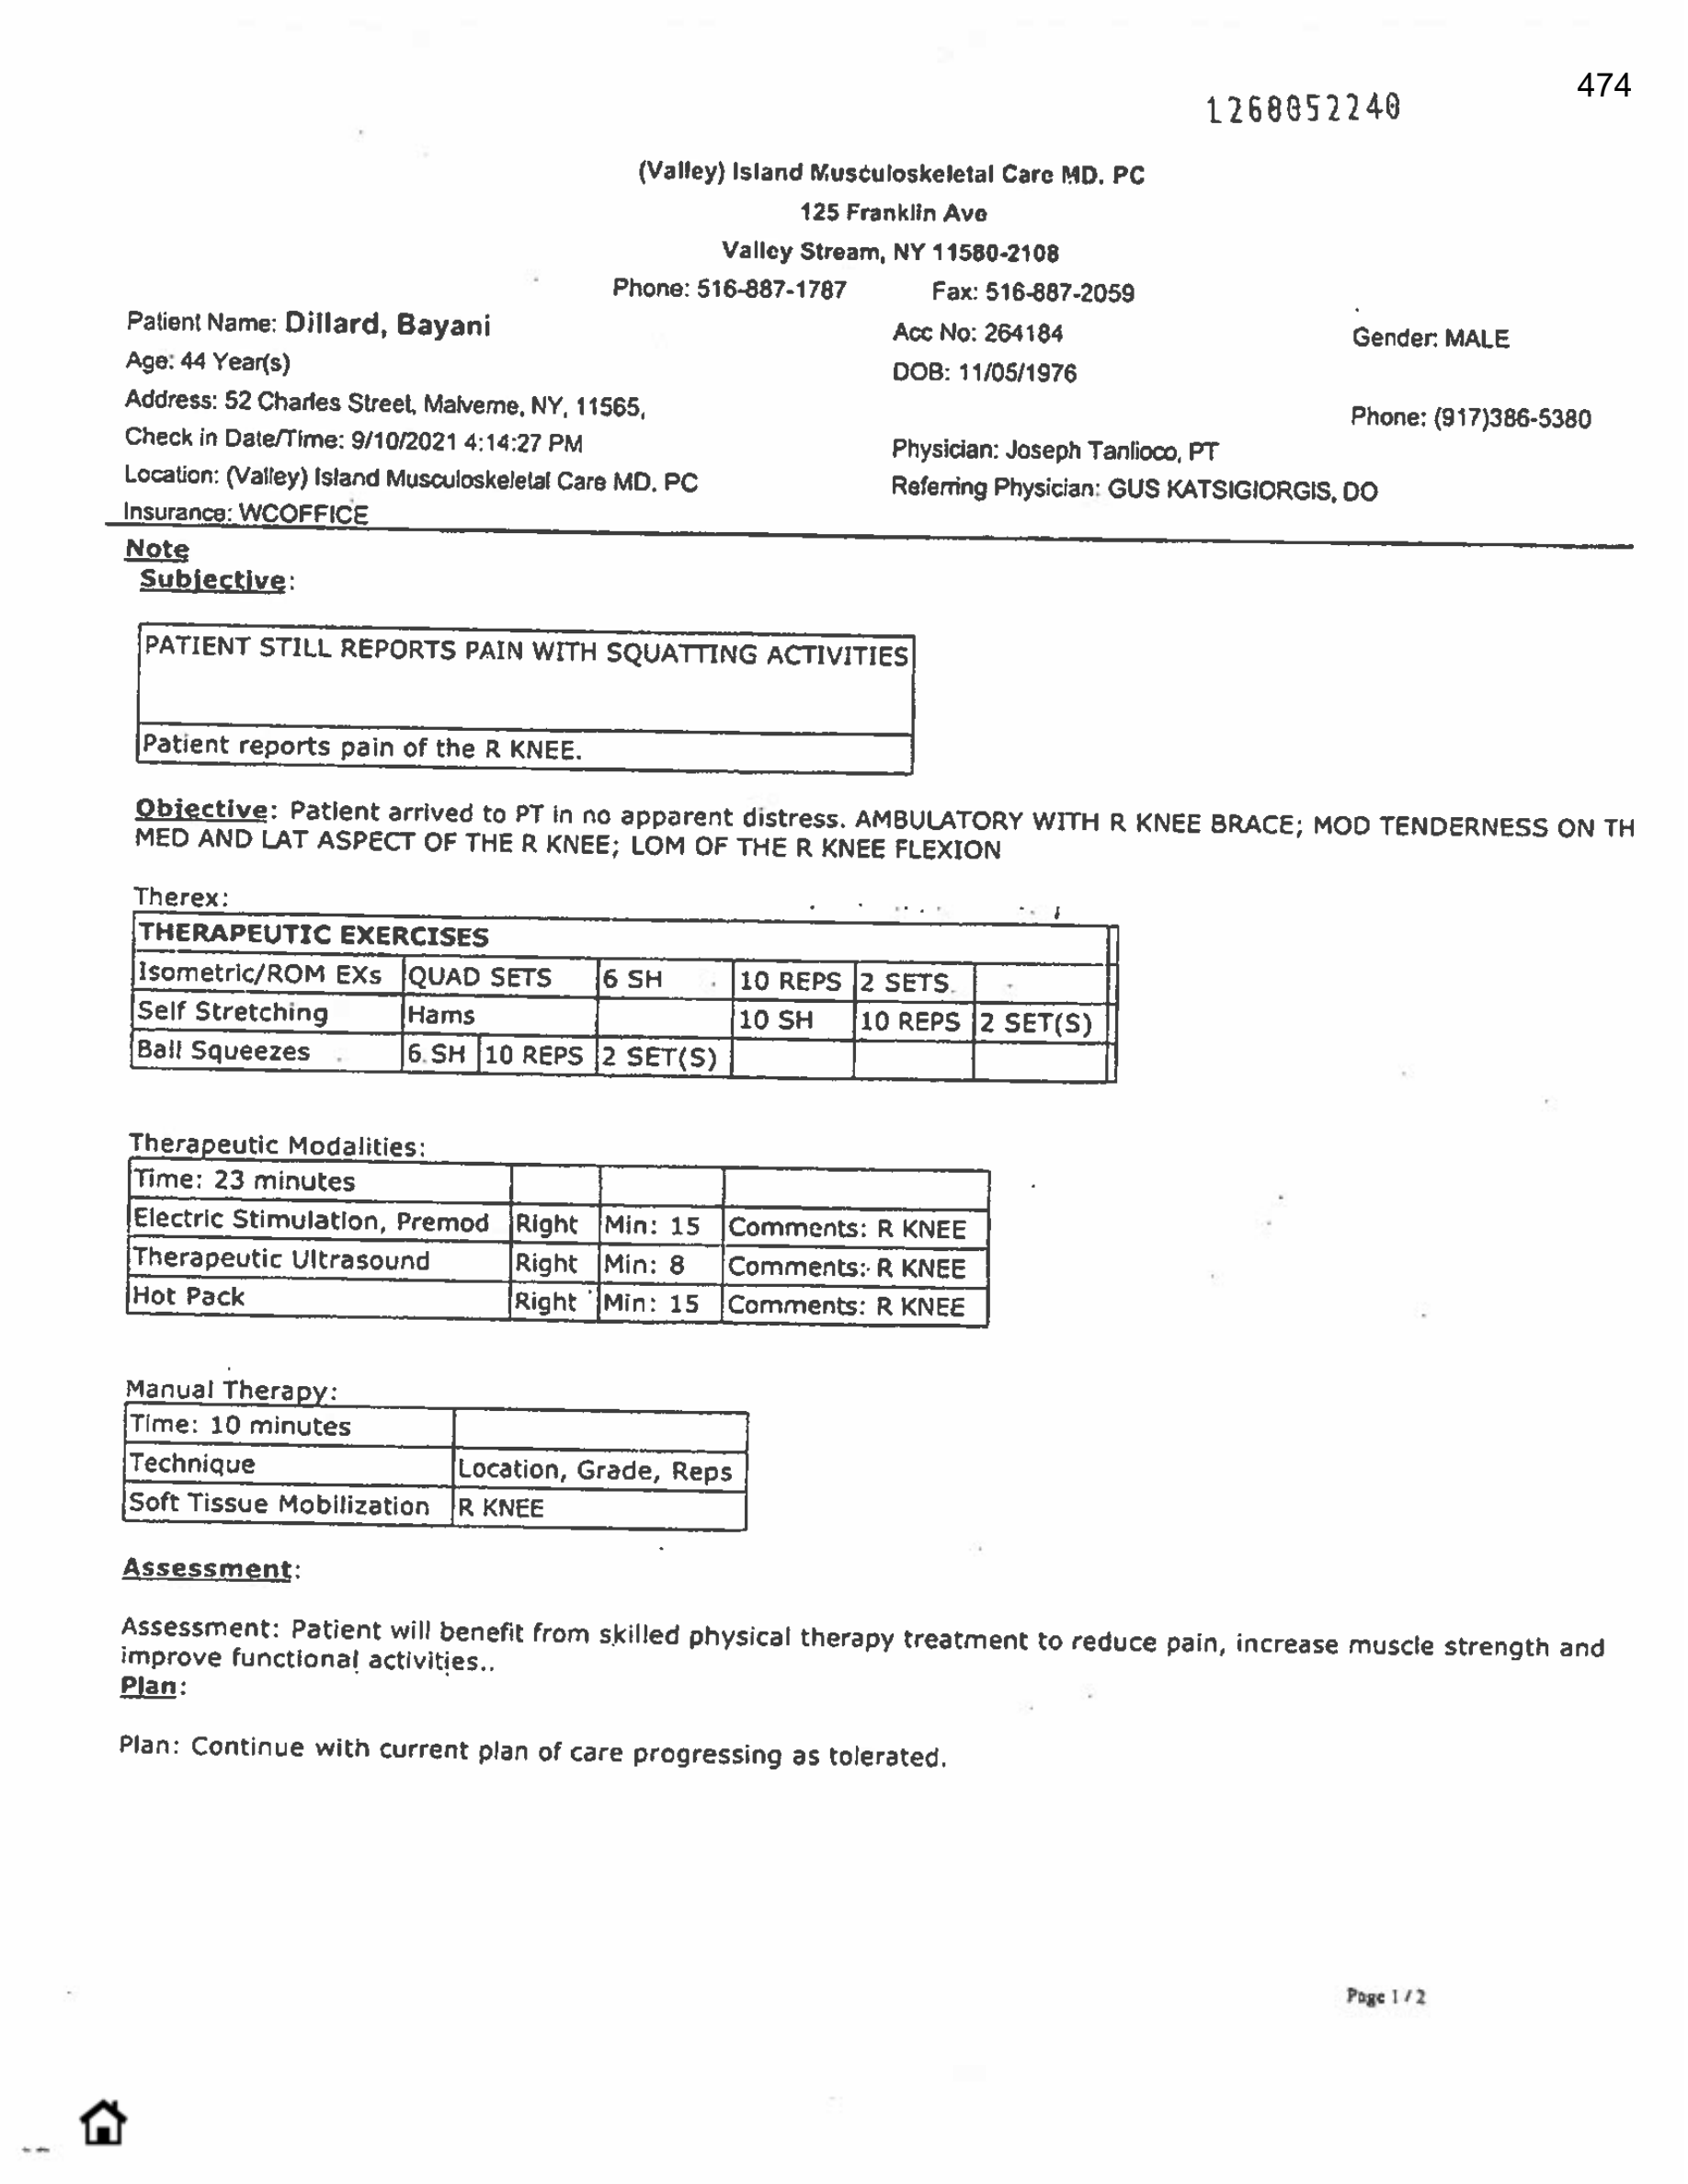 474
1268052240
(Valley) Island Musculoskeletal Care MD. PC
125 Franklin Ave
Valley Stream, NY 11580-2108
Phone: 516-887-1787 Fax: 516-887-2059
Patient Name: Dillard, Bayani Acc No: 264184 Gender: MALE
Age: 44 Year(s) DOB: 11/05/1976
Address: 52 Charles Street, Malverne, NY, 11565, Phone: (917)386-5380
Check in Date/Time: 9/10/2021 4:14:27 PM Physician: Joseph Tanlioco, PT
Location: (Valley) Island Musculoskeletal Care MD. PC Referring Physician: GUS KATSIGIORGIS, DO
Insurance: WCOFFICE
Note
Subjective:
PATIENT STILL REPORTS PAIN WITH SQUATTING ACTIVITIES
Patient reports pain of the R KNEE.
Objective: Patient arrived to PT in no apparent distress. AMBULATORY WITH R KNEE BRACE; MOD TENDERNESS ON TH
MED AND LAT ASPECT OF THE R KNEE; LOM OF THE R KNEE FLEXION
Therex:
THERAPEUTIC EXERCISES
Isometric/ROM EXs QUAD SETS 6 SH 10 REPS 2 SETS
Self Stretching Hams 10 SH 10 REPS 2 SET(S)
Ball Squeezes 6 SH 10 REPS 2 SET(S)
Therapeutic Modalities:
Time: 23 minutes
Electric Stimulation, Premod Right Min: 15 Comments: R KNEE
Therapeutic Ultrasound Right Min: 8 Comments: R KNEE
Hot Pack Right Min: 15 Comments: R KNEE
Manual Therapy:
Time: 10 minutes
Technique Location, Grade, Reps
Soft Tissue Mobilization R KNEE
Assessment:
Assessment: Patient will benefit from skilled physical therapy treatment to reduce pain, increase muscle strength and
improve functional activities..
Plan:
Plan: Continue with current plan of care progressing as tolerated.
Page 1 / 2